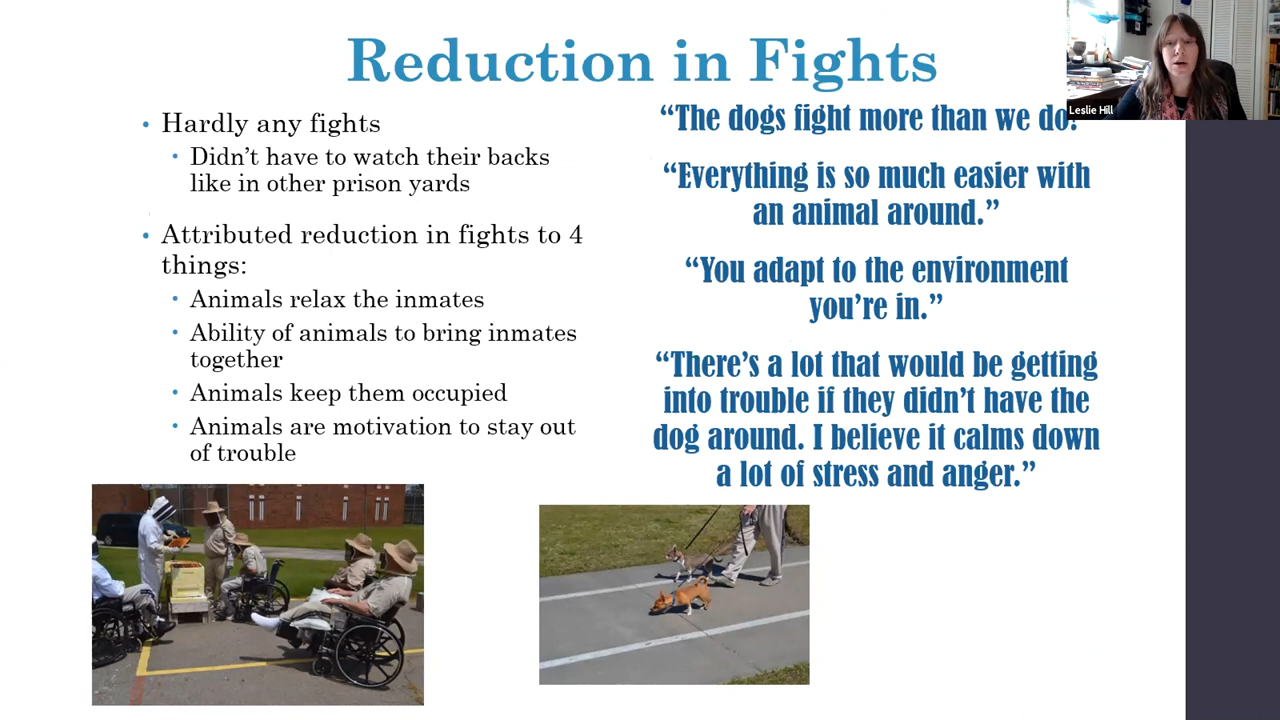 Reduction in Fights
Leslie Hill
• Hardly any fights
• Didn’t have to watch their backs
like in other prison yards
• Attributed reduction in fights to 4
things:
• Animals relax the inmates
• Ability of animals to bring inmates
together
• Animals keep them occupied
• Animals are motivation to stay out
of trouble
“The dogs fight more than we do.
“Everything is so much easier with
an animal around.”
“You adapt to the environment
you’re in.”
“There’s a lot that would be getting
into trouble if they didn’t have the
dog around. I believe it calms down
a lot of stress and anger.”